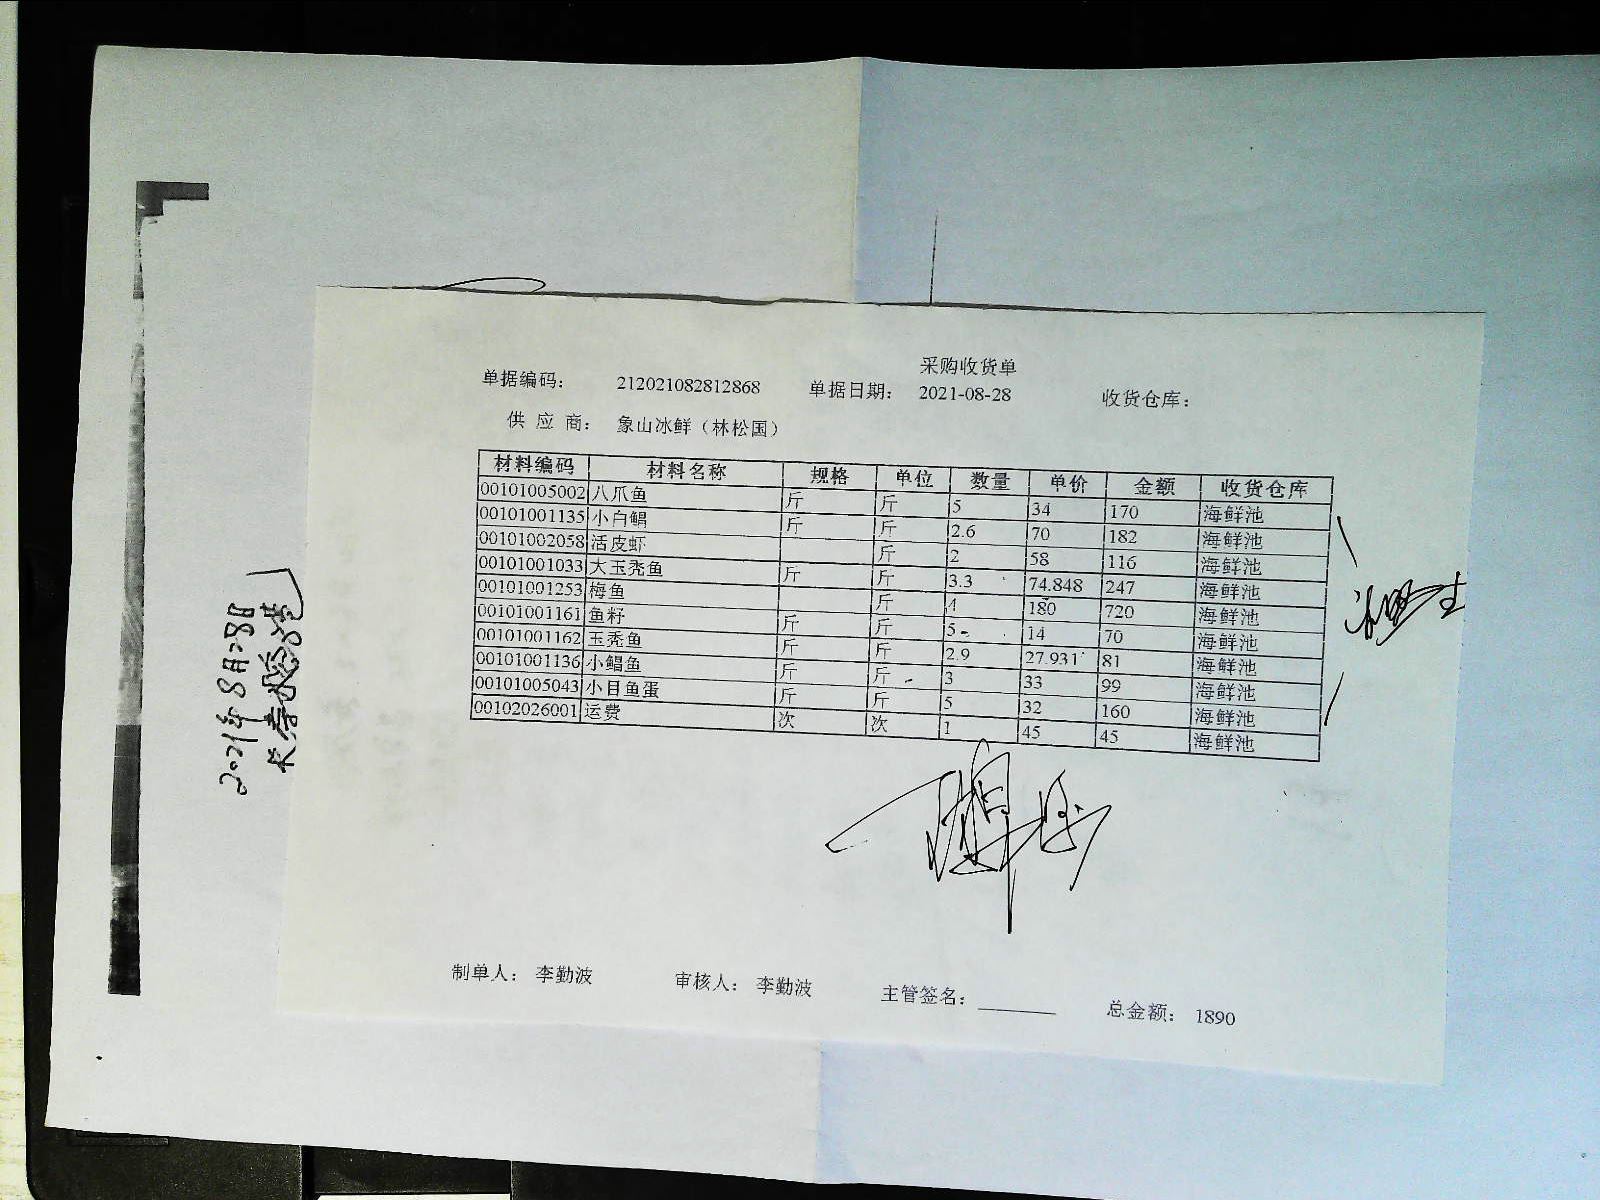 采购收货单
单据编码： 212021082812868 单据日期： 2021-08-28 收货仓库：
供 应 商： 象山冰鲜（林松国）
材料编码 材料名称 规格 单位 数量 单价 金额 收货仓库
00101005002 八爪鱼 斤 斤 5 34 170 海鲜池
00101001135 小白鲳 斤 斤 2.6 70 182 海鲜池
00101002058 活皮虾 斤 2 58 116 海鲜池
00101001033 大玉秃鱼 斤 斤 3.3 74.848 247 海鲜池
00101001253 梅鱼 斤 4 180 720 海鲜池
00101001161 鱼籽 斤 斤 5 14 70 海鲜池
00101001162 玉秃鱼 斤 斤 2.9 27.931 81 海鲜池
00101001136 小鲳鱼 斤 斤 3 33 99 海鲜池
00101005043 小目鱼蛋 斤 斤 5 32 160 海鲜池
00102026001 运费 次 次 1 45 45 海鲜池
制单人： 李勤波 审核人： 李勤波 主管签名： 总金额： 1890
2021年8月28日